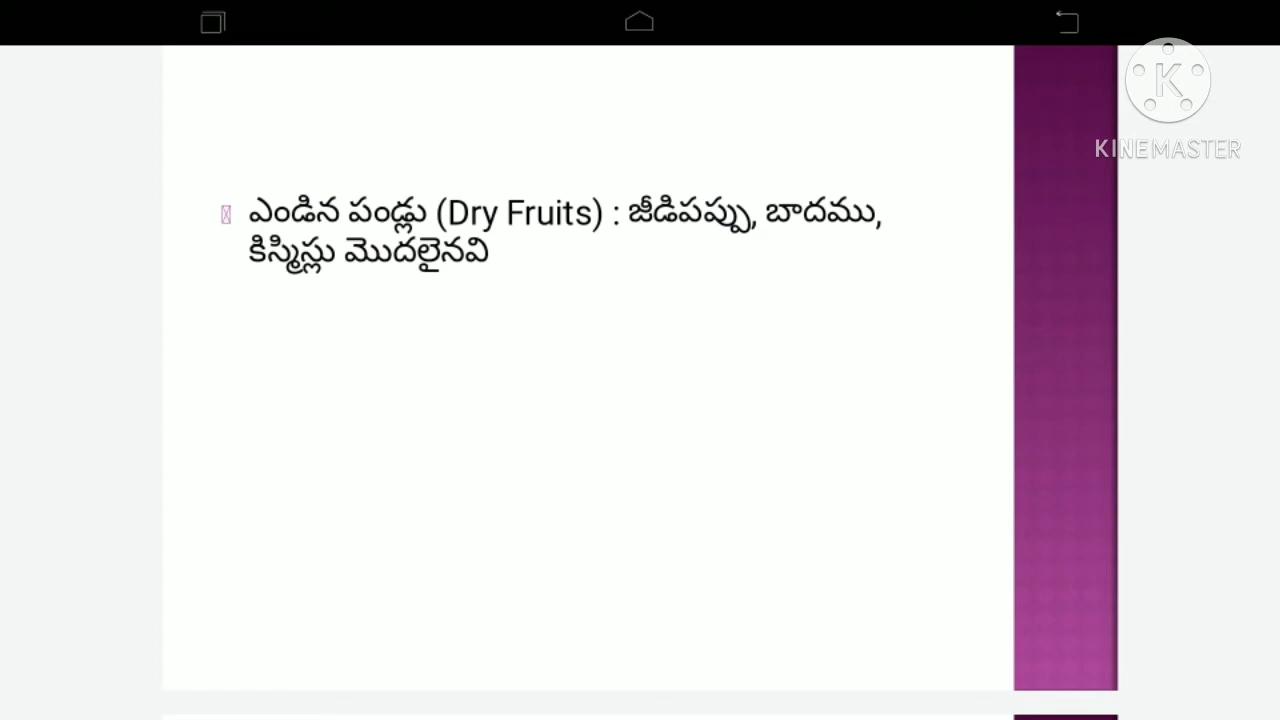 ఎండిన పండ్లు (Dry Fruits) : జీడిపప్పు, బాదము,
కిస్మిస్లు మొదలైనవి
K
KINEMASTER